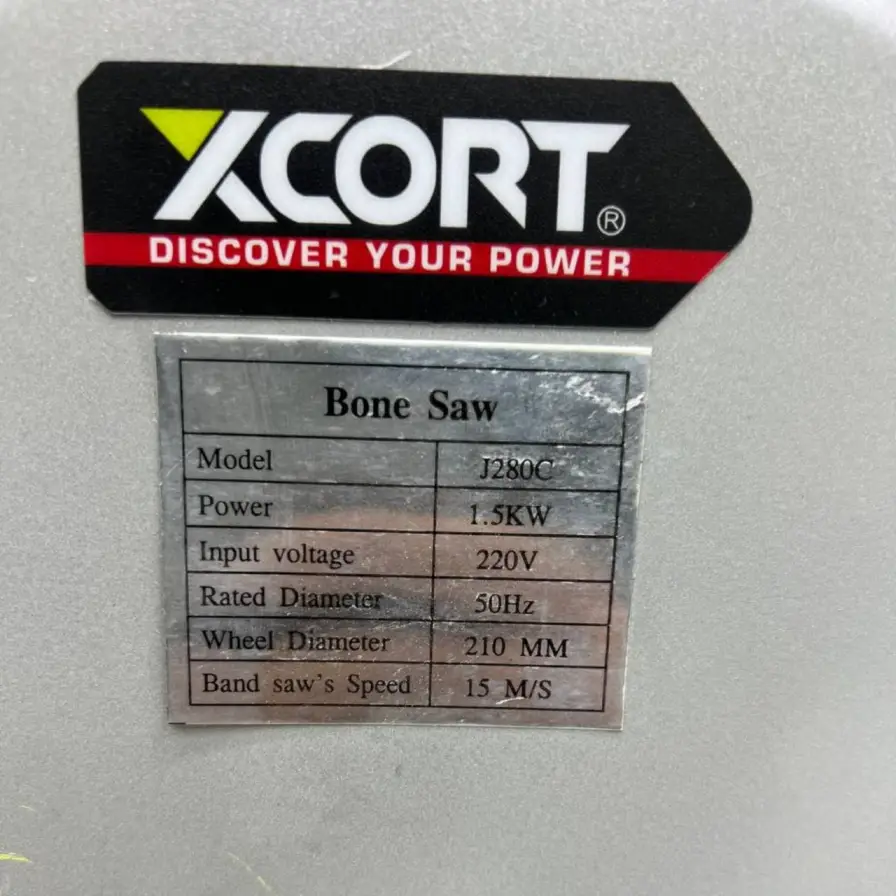 XCORT®
DISCOVER YOUR POWER
Bone Saw
Model J280C
Power 1.5KW
Input voltage 220V
Rated Diameter 50Hz
Wheel Diameter 210 MM
Band saw's Speed 15 M/S